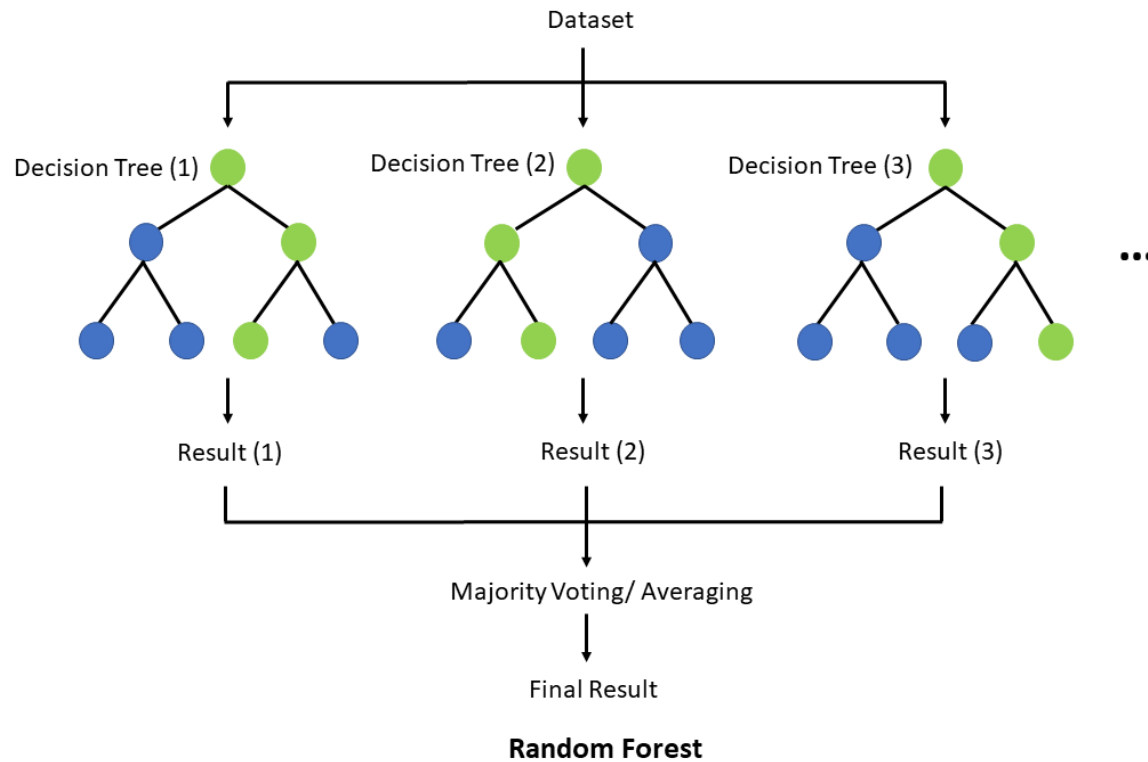 Dataset
Decision Tree (1)
Decision Tree (2)
Decision Tree (3)
...
Result (1)
Result (2)
Result (3)
Majority Voting/ Averaging
Final Result
Random Forest